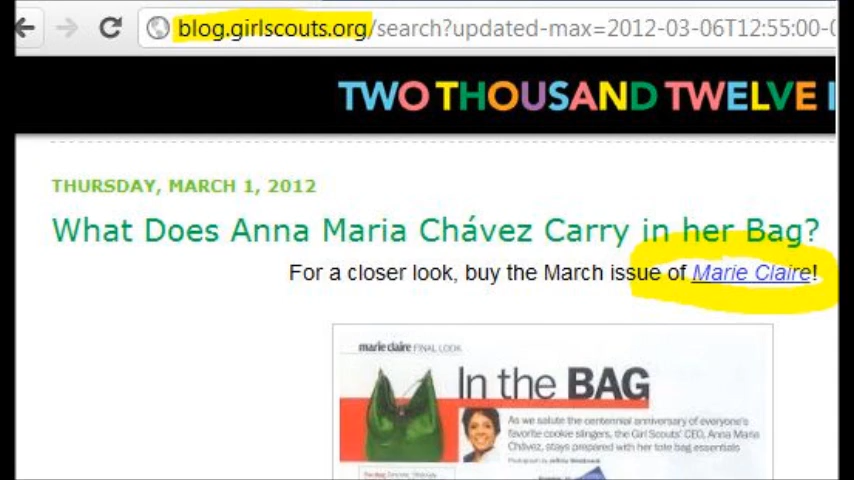 blog.girlscouts.org/search?updated-max=2012-03-06T12:55:00-0
TWO THOUSAND TWELVE
THURSDAY, MARCH 1, 2012
What Does Anna Maria Chávez Carry in her Bag?
For a closer look, buy the March issue of Marie Claire!
marie claire FINAL LOOK
In the BAG
As we salute the centennial anniversary of everyone's
favorite cookie slingers, the Girl Scouts' CEO, Anna Maria
Chávez, stays prepared with her tote bag essentials